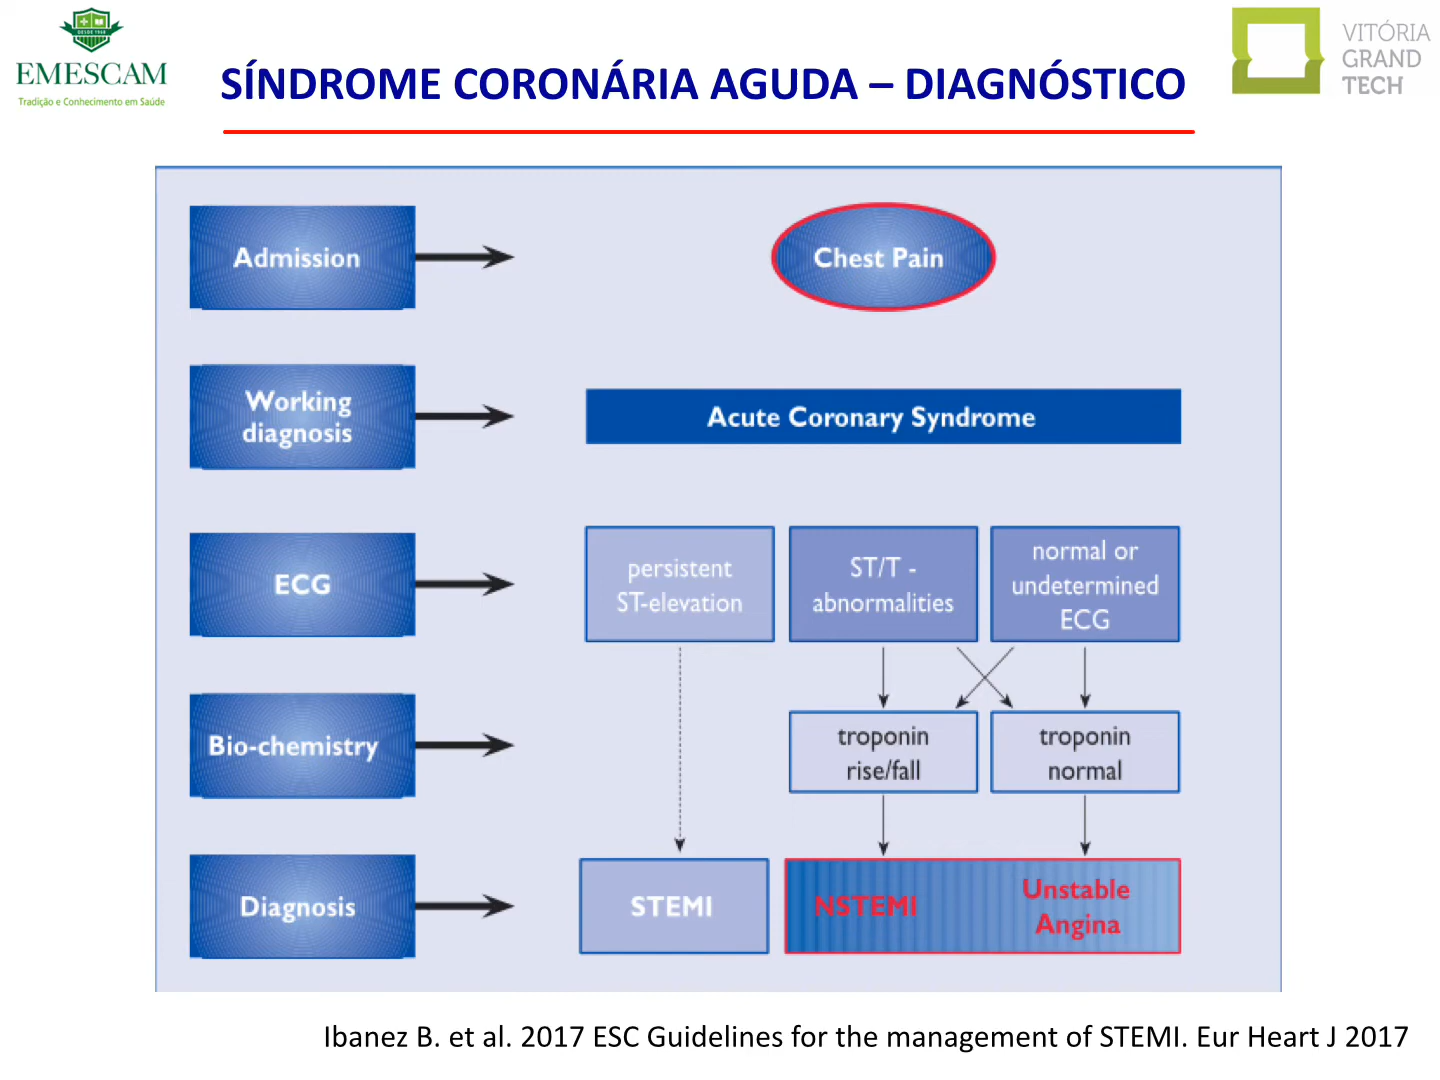 DESDE 1968
EMESCAM
Tradição e Conhecimento em Saúde
SÍNDROME CORONÁRIA AGUDA – DIAGNÓSTICO
VITÓRIA
GRAND
TECH
Admission
Chest Pain
Working
diagnosis
Acute Coronary Syndrome
ECG
persistent
ST-elevation
ST/T -
abnormalities
normal or
undetermined
ECG
Bio-chemistry
troponin
rise/fall
troponin
normal
Diagnosis
STEMI
NSTEMI
Unstable
Angina
Ibanez B. et al. 2017 ESC Guidelines for the management of STEMI. Eur Heart J 2017